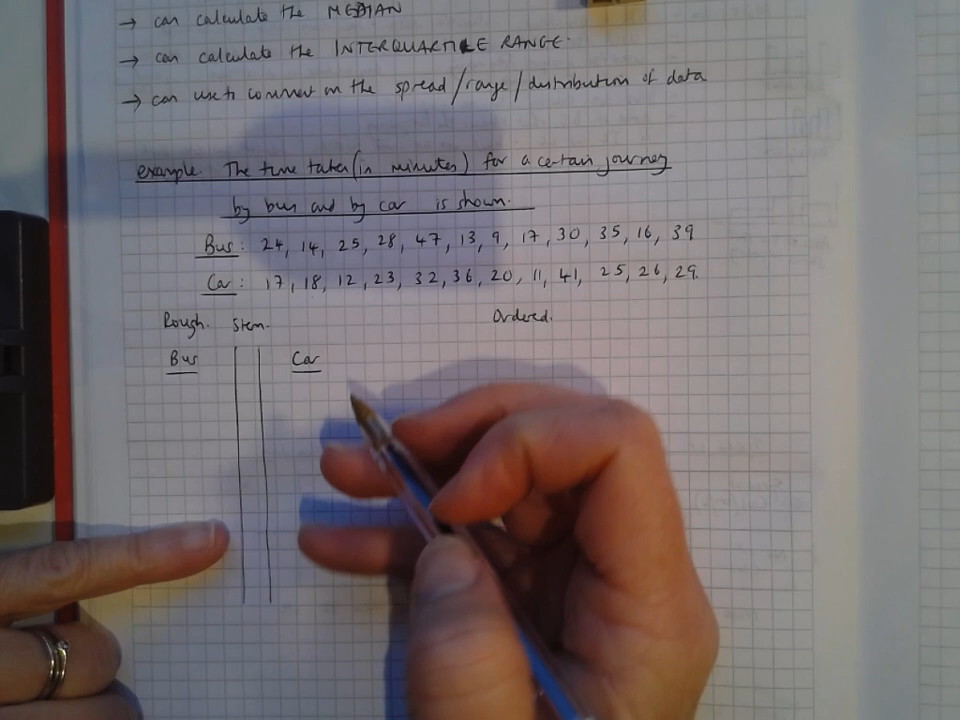 → can calculate the MEDIAN
→ can calculate the INTERQUARTILE RANGE.
→ can use to comment on the spread/range/distribution of data
example. The time taken (in minutes) for a certain journey
by bus and by car is shown.
Bus: 24, 14, 25, 28, 47, 13, 9, 17, 30, 35, 16, 39
Car: 17, 18, 12, 23, 32, 36, 20, 11, 41, 25, 26, 29.
Rough. Stem. Ordered.
Bus Car